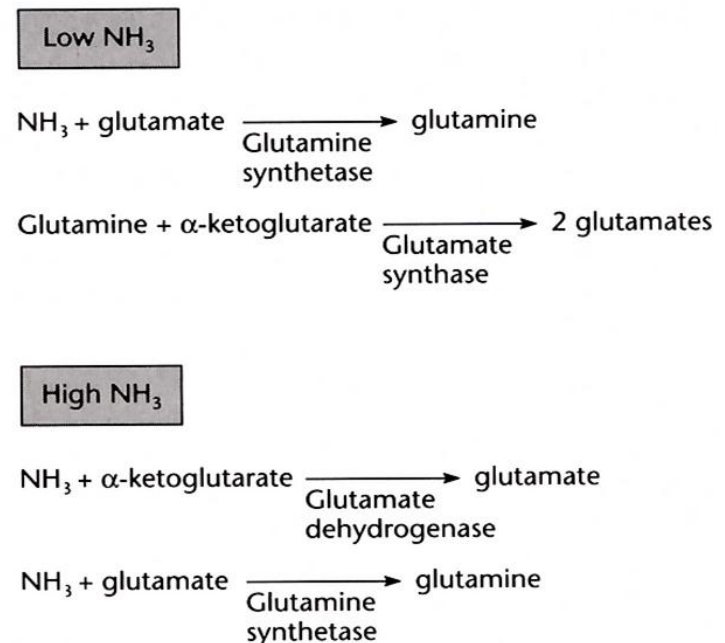 Low NH₃
NH₃ + glutamate → glutamine
Glutamine
synthetase
Glutamine + α-ketoglutarate → 2 glutamates
Glutamate
synthase
High NH₃
NH₃ + α-ketoglutarate → glutamate
Glutamate
dehydrogenase
NH₃ + glutamate → glutamine
Glutamine
synthetase